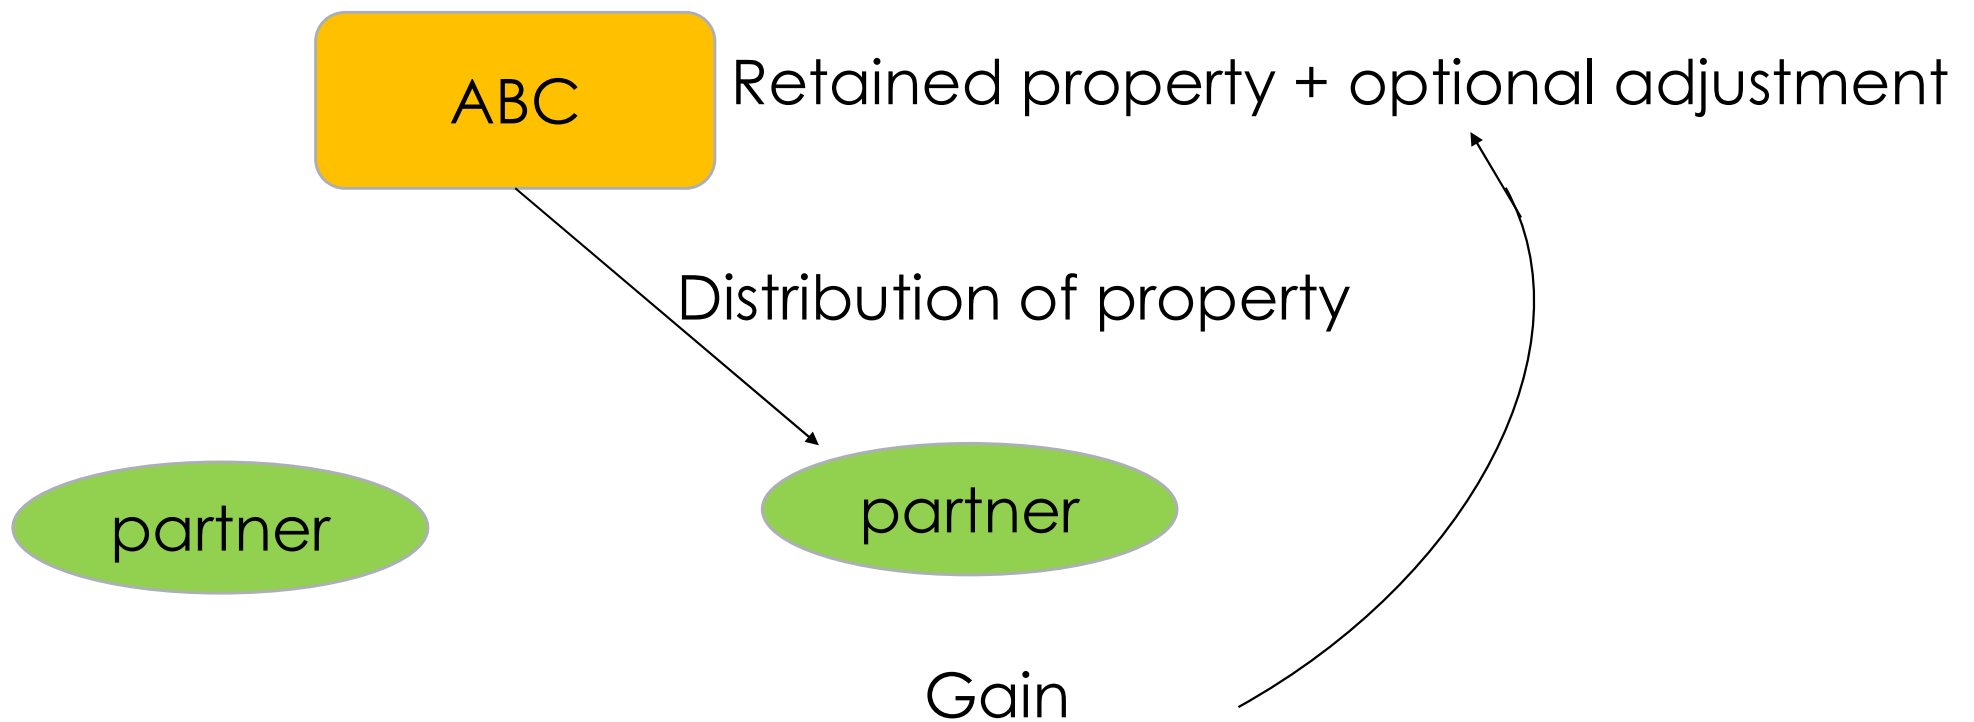 ABC
Retained property + optional adjustment
Distribution of property
partner
partner
Gain